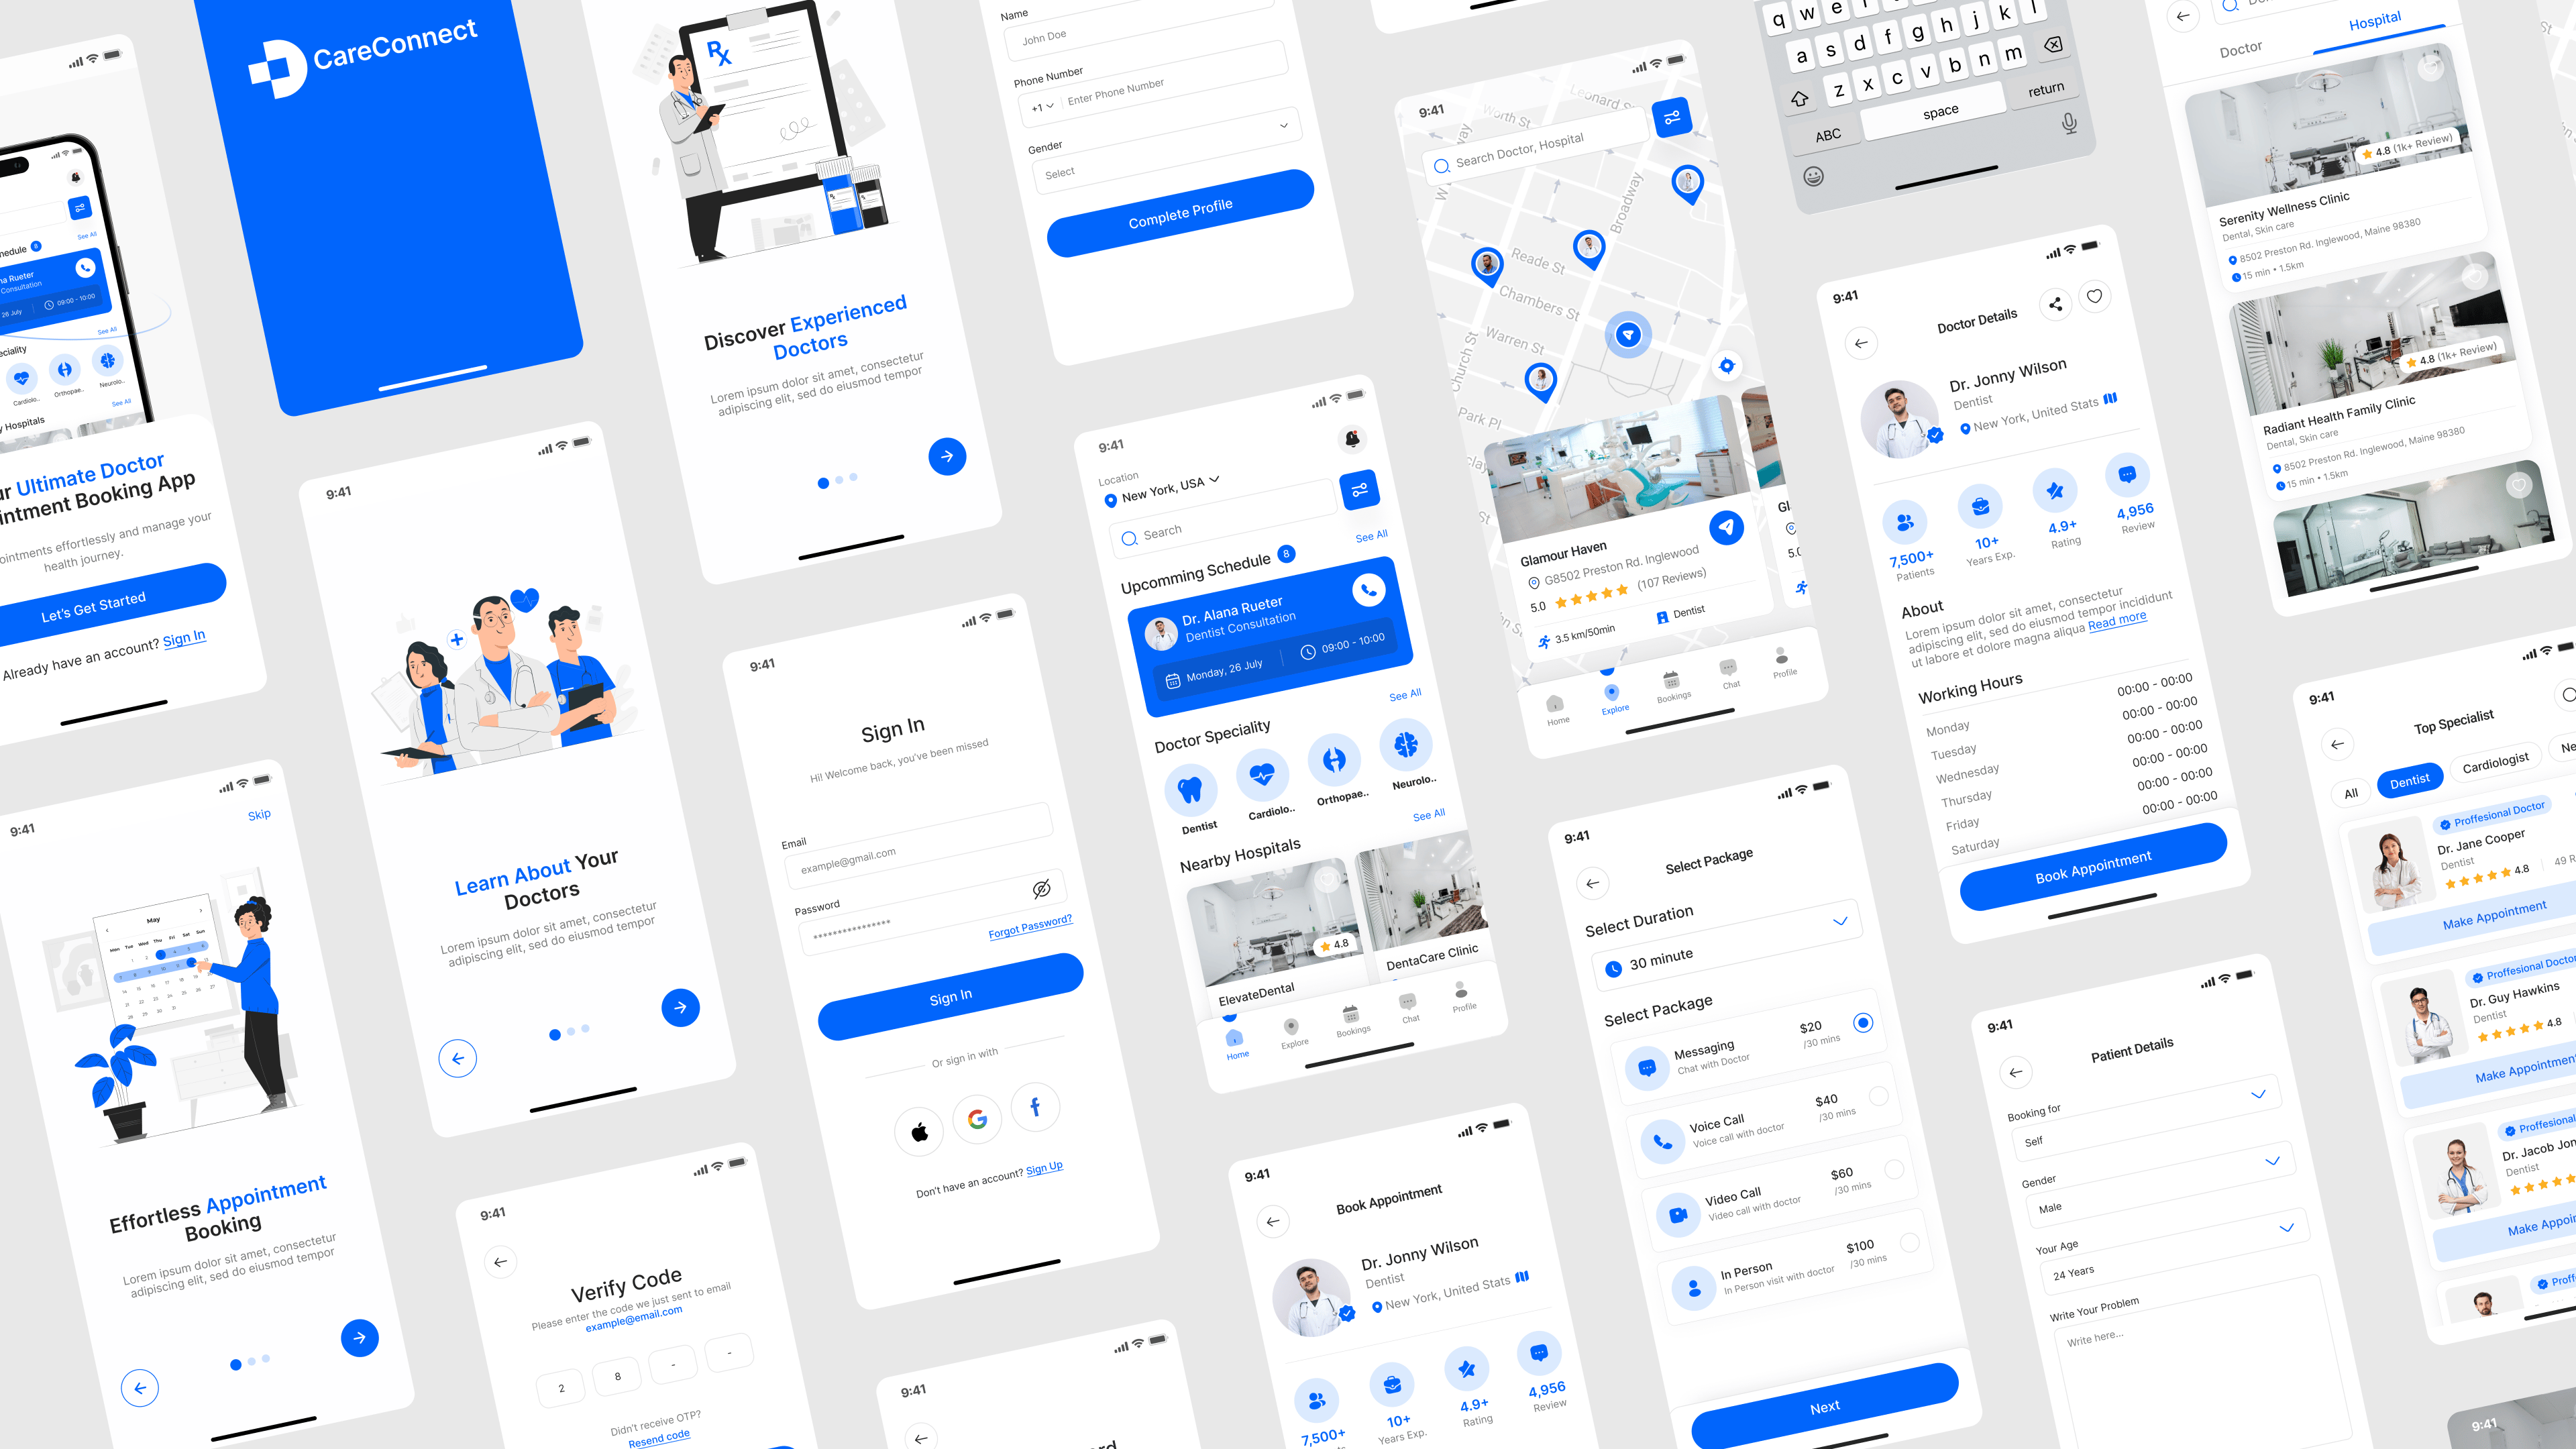 See All
hedule 8
ana Rueter
Consultation
26 July
09:00 - 10:00
See All
eciality
Cardiolo..
Orthopae..
Neurolo..
See All
y Hospitals
ur Ultimate Doctor
intment Booking App
ointments effortlessly and manage your
health journey.
Let's Get Started
Already have an account? Sign In
9:41
Skip
May
Mon Tue Wed Thu Fri Sat Sun
Effortless Appointment
Booking
Lorem ipsum dolor sit amet, consectetur
adipiscing elit, sed do eiusmod tempor
CareConnect
9:41
Learn About Your
Doctors
Lorem ipsum dolor sit amet, consectetur
adipiscing elit, sed do eiusmod tempor
9:41
Verify Code
Please enter the code we just sent to email
example@email.com
2
8
-
-
Didn't receive OTP?
Resend code
Rx
Discover Experienced
Doctors
Lorem ipsum dolor sit amet, consectetur
adipiscing elit, sed do eiusmod tempor
9:41
Sign In
Hi! Welcome back, you've been missed
Email
example@gmail.com
Password
****************
Forgot Password?
Sign In
Or sign in with
Don't have an account? Sign Up
9:41
rd
Name
John Doe
Phone Number
+1
Enter Phone Number
Gender
Select
Complete Profile
9:41
Location
New York, USA
Search
Upcomming Schedule 8
See All
Dr. Alana Rueter
Dentist Consultation
Monday, 26 July
09:00 - 10:00
Doctor Speciality
See All
Dentist
Cardiolo..
Orthopae..
Neurolo..
Nearby Hospitals
See All
4.8
ElevateDental
DentaCare Clinic
Home
Explore
Bookings
Chat
Profile
9:41
Book Appointment
Dr. Jonny Wilson
Dentist
New York, United Stats
7,500+
10+
Years Exp.
4.9+
Rating
4,956
Review
9:41
Search Doctor, Hospital
Worth St
Leonard St
Broadway
Reade St
Chambers St
Warren St
Church St
Park Pl
Glamour Haven
G8502 Preston Rd. Inglewood
5.0
(107 Reviews)
3.5 km/50min
Dentist
Gl
5.0
Home
Explore
Bookings
Chat
Profile
9:41
Select Package
Select Duration
30 minute
Select Package
Messaging
Chat with Doctor
$20
/30 mins
Voice Call
Voice call with doctor
$40
/30 mins
Video Call
Video call with doctor
$60
/30 mins
In Person
In Person visit with doctor
$100
/30 mins
Next
q w e
a s d f g h j k l
z x c v b n m
ABC
space
return
9:41
Doctor Details
Dr. Jonny Wilson
Dentist
New York, United Stats
7,500+
Patients
10+
Years Exp.
4.9+
Rating
4,956
Review
About
Lorem ipsum dolor sit amet, consectetur
adipiscing elit, sed do eiusmod tempor incididunt
ut labore et dolore magna aliqua Read more
Working Hours
Monday
00:00 - 00:00
Tuesday
00:00 - 00:00
Wednesday
00:00 - 00:00
Thursday
00:00 - 00:00
Friday
00:00 - 00:00
Saturday
00:00 - 00:00
Book Appointment
9:41
Patient Details
Booking for
Self
Gender
Male
Your Age
24 Years
Write Your Problem
Write here...
Doctor
Hospital
4.8 (1k+ Review)
Serenity Wellness Clinic
Dental, Skin care
8502 Preston Rd. Inglewood, Maine 98380
15 min • 1.5km
4.8 (1k+ Review)
Radiant Health Family Clinic
Dental, Skin care
8502 Preston Rd. Inglewood, Maine 98380
15 min • 1.5km
9:41
Top Specialist
All
Dentist
Cardiologist
Ne
Proffesional Doctor
Dr. Jane Cooper
Dentist
4.8
49 R
Make Appointment
Proffesional Doctor
Dr. Guy Hawkins
Dentist
4.8
Make Appointment
Proffesional
Dr. Jacob Jon
Dentist
Make Appoin
Proff
9:41